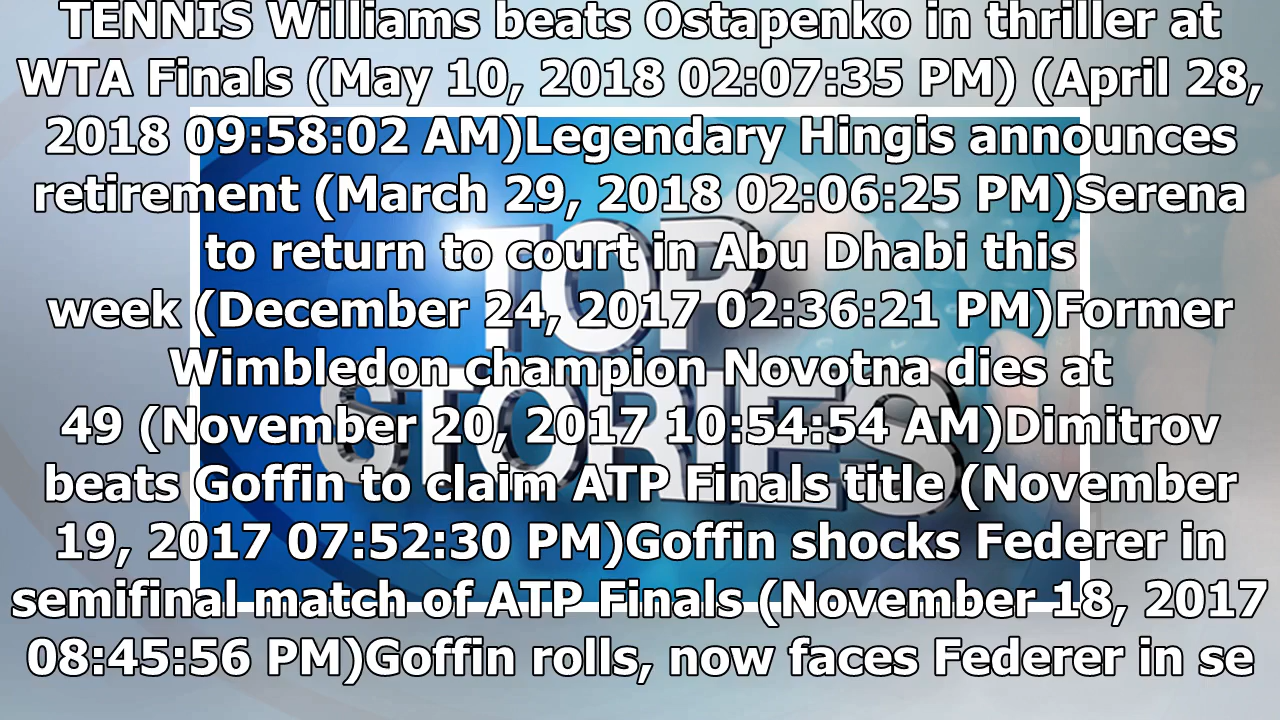 TENNIS Williams beats Ostapenko in thriller at
WTA Finals (May 10, 2018 02:07:35 PM) (April 28,
2018 09:58:02 AM)Legendary Hingis announces
retirement (March 29, 2018 02:06:25 PM)Serena
to return to court in Abu Dhabi this
week (December 24, 2017 02:36:21 PM)Former
Wimbledon champion Novotna dies at
49 (November 20, 2017 10:54:54 AM)Dimitrov
beats Goffin to claim ATP Finals title (November
19, 2017 07:52:30 PM)Goffin shocks Federer in
semifinal match of ATP Finals (November 18, 2017
08:45:56 PM)Goffin rolls, now faces Federer in se
TOP
STORIES